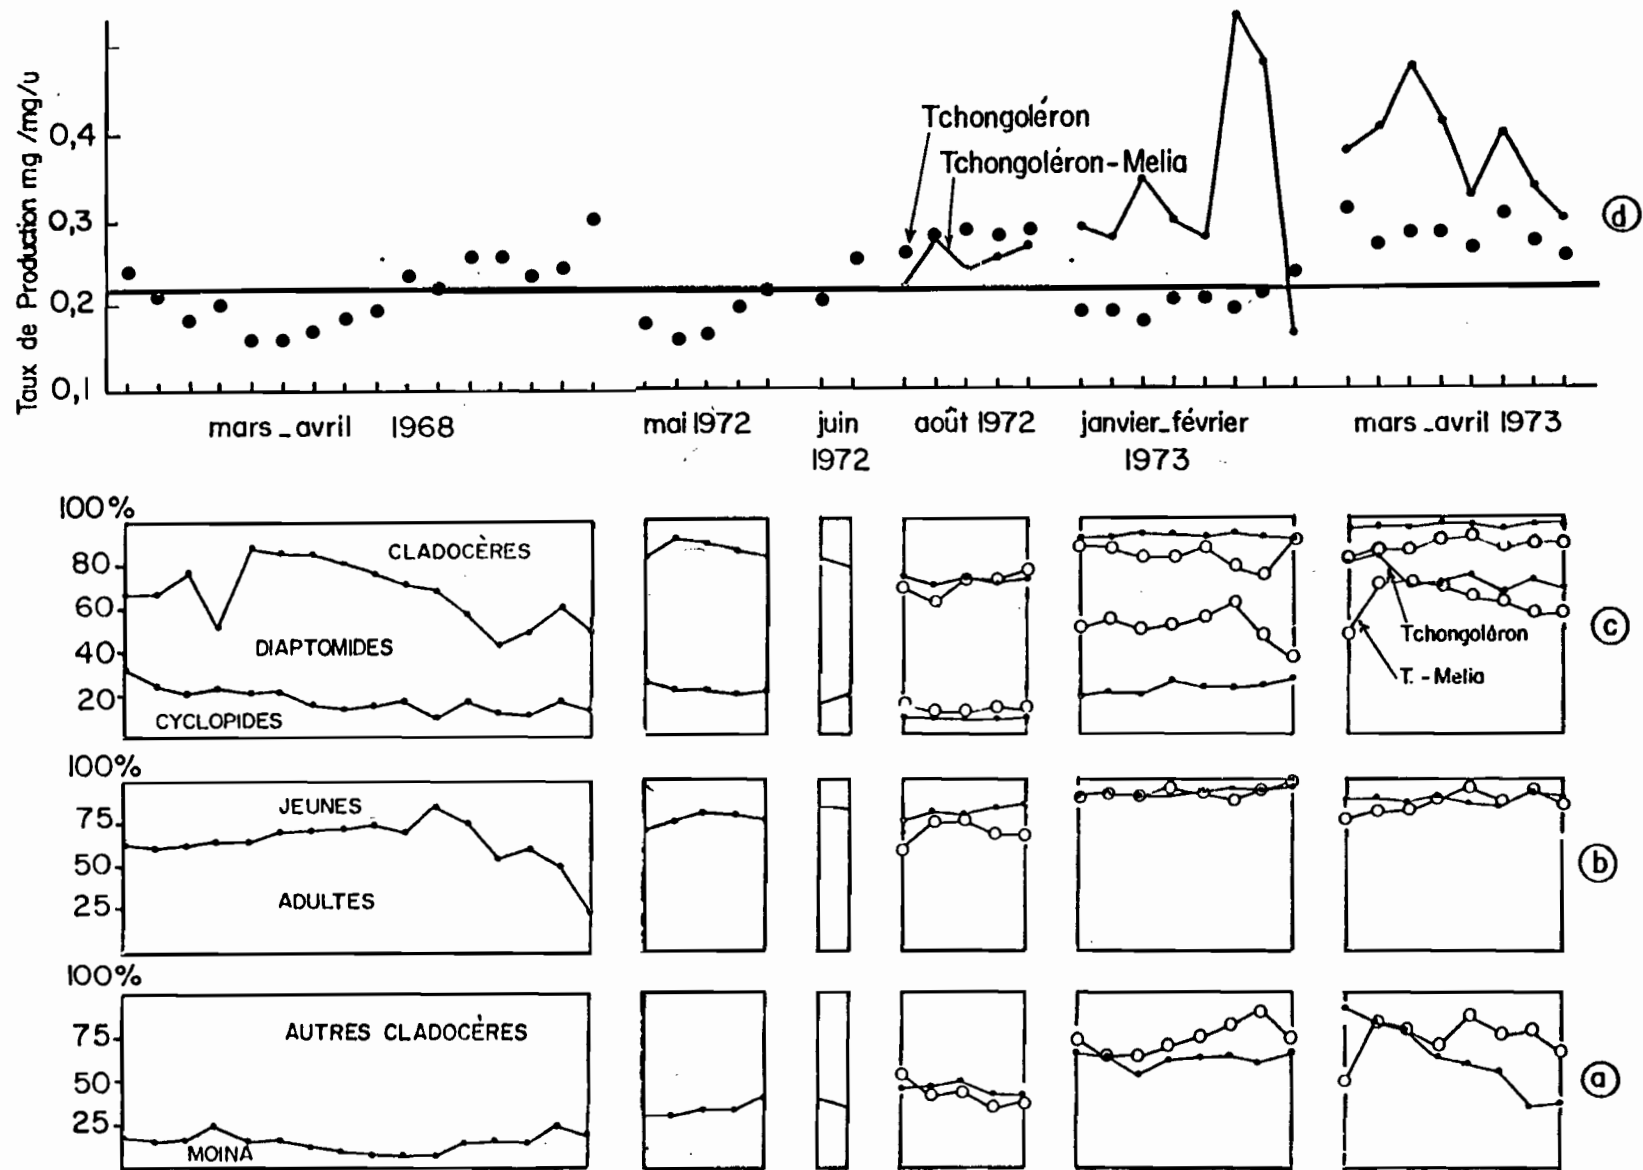 Taux de Production mg/mg/u
0,4
0,3
0,2
0,1
Tchongoléron
Tchongoléron-Melia
d
mars_avril 1968
mai 1972
juin
1972
août 1972
janvier_février
1973
mars_avril 1973
100%
80
60
40
20
CLADOCÈRES
DIAPTOMIDES
CYCLOPIDES
Tchongoléron
T.-Melia
c
100%
75
50
25
JEUNES
ADULTES
b
100%
75
50
25
AUTRES CLADOCÈRES
MOINA
a